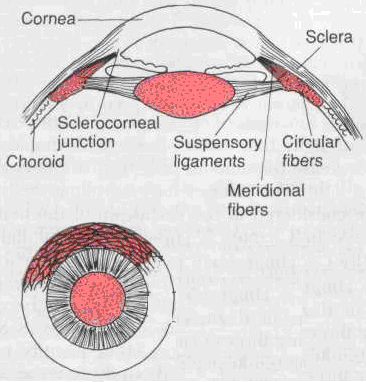 Cornea
Sclera
Sclerocorneal
junction
Choroid
Suspensory
ligaments
Circular
fibers
Meridional
fibers